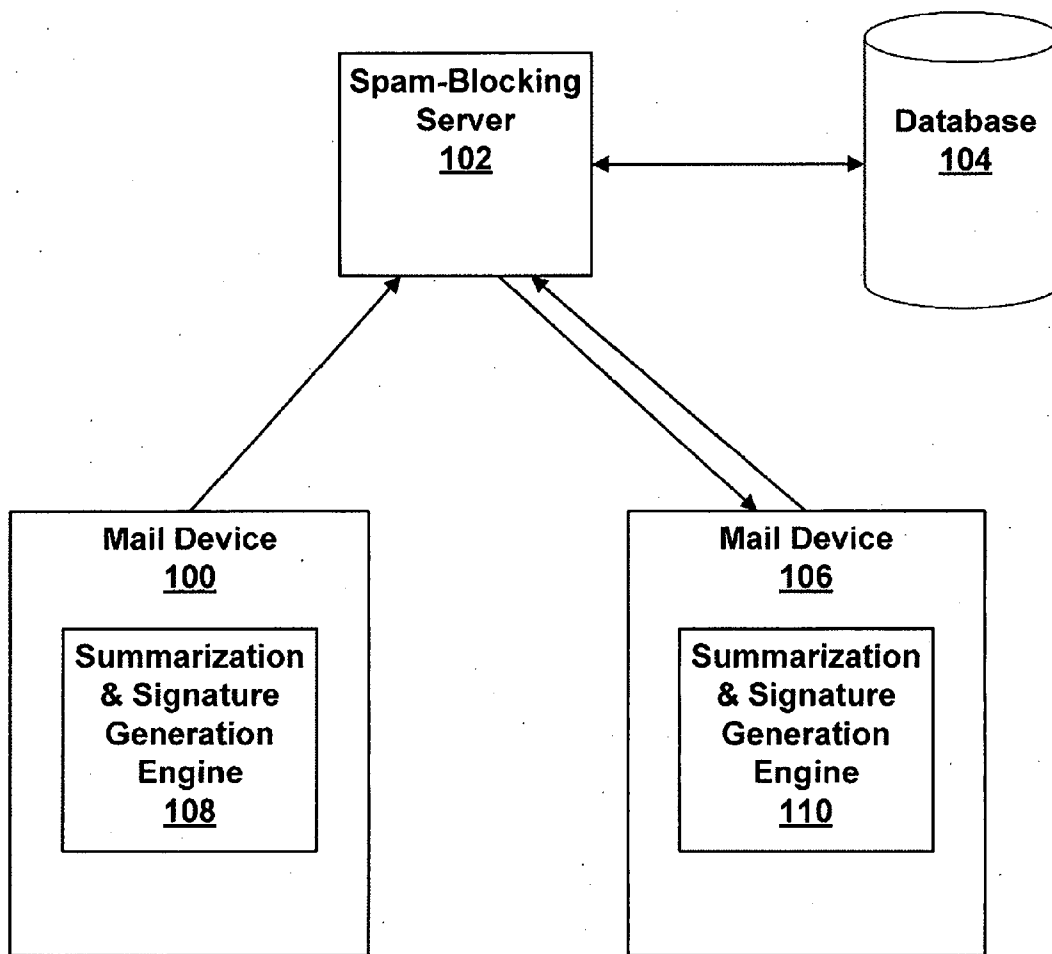 Spam-Blocking
Server
102
Database
104
Mail Device
100
Summarization
& Signature
Generation
Engine
108
Mail Device
106
Summarization
& Signature
Generation
Engine
110